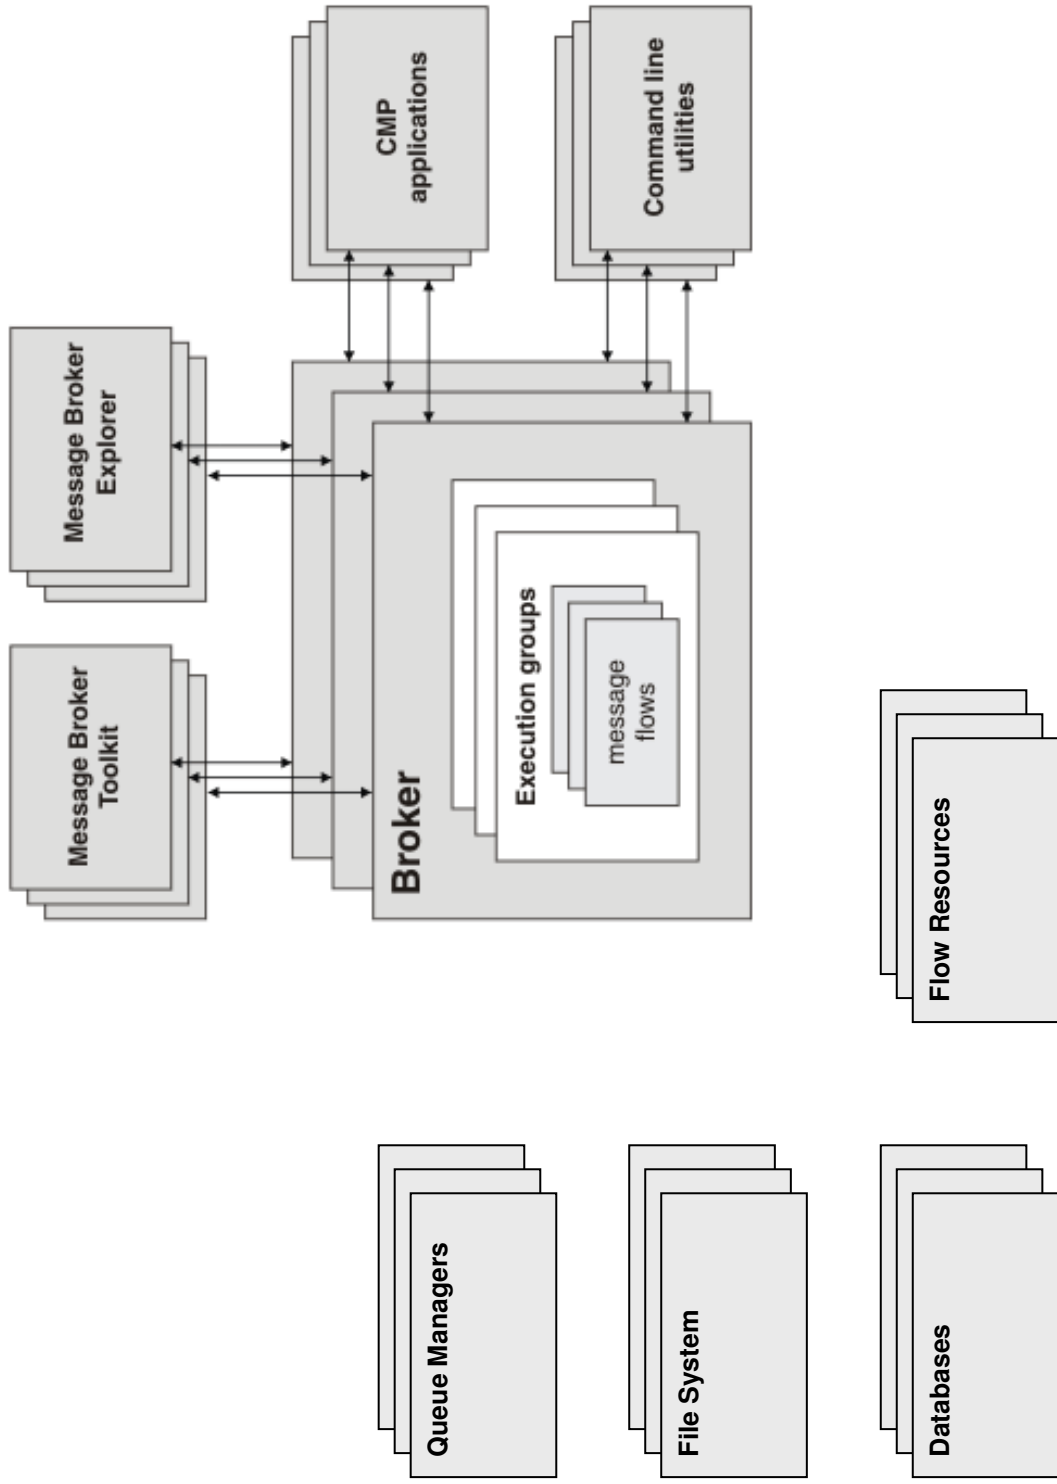 Message Broker
Toolkit
Message Broker
Explorer
CMP
applications
Command line
utilities
Broker
Execution groups
message
flows
Queue Managers
File System
Databases
Flow Resources